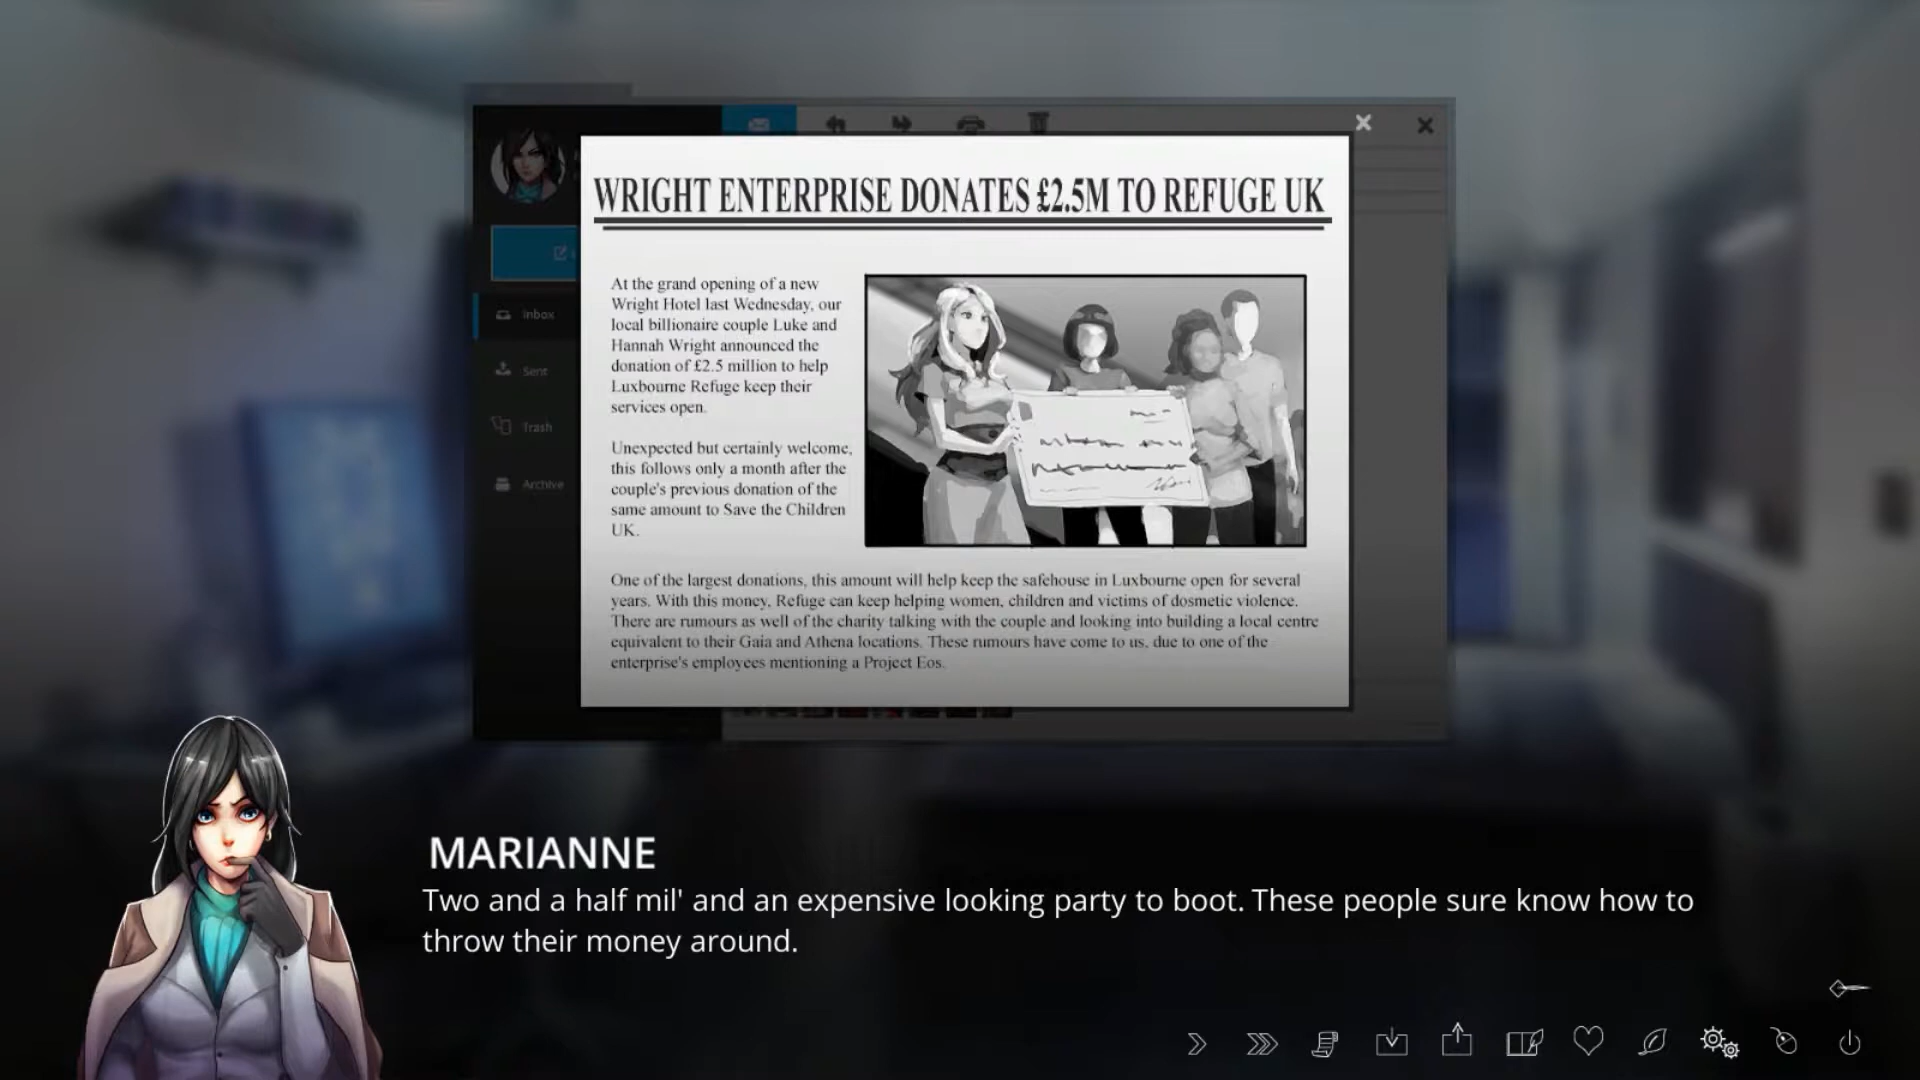 WRIGHT ENTERPRISE DONATES £2.5M TO REFUGE UK
At the grand opening of a new
Wright Hotel last Wednesday, our
local billionaire couple Luke and
Hannah Wright announced the
donation of £2.5 million to help
Luxbourne Refuge keep their
services open.
Unexpected but certainly welcome,
this follows only a month after the
couple's previous donation of the
same amount to Save the Children
UK.
One of the largest donations, this amount will help keep the safehouse in Luxbourne open for several
years. With this money, Refuge can keep helping women, children and victims of dosmetic violence.
There are rumours as well of the charity talking with the couple and looking into building a local centre
equivalent to their Gaia and Athena locations. These rumours have come to us, due to one of the
enterprise's employees mentioning a Project Eos.
Inbox
Sent
Trash
Archive
MARIANNE
Two and a half mil' and an expensive looking party to boot. These people sure know how to
throw their money around.